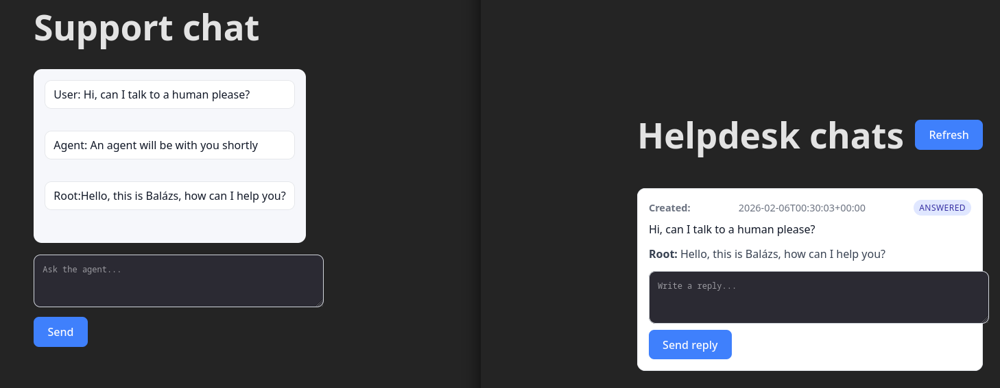 Support chat
User: Hi, can I talk to a human please?
Agent: An agent will be with you shortly
Root:Hello, this is Balázs, how can I help you?
Ask the agent...
Send
Helpdesk chats
Refresh
Created: 2026-02-06T00:30:03+00:00 ANSWERED
Hi, can I talk to a human please?
Root: Hello, this is Balázs, how can I help you?
Write a reply...
Send reply